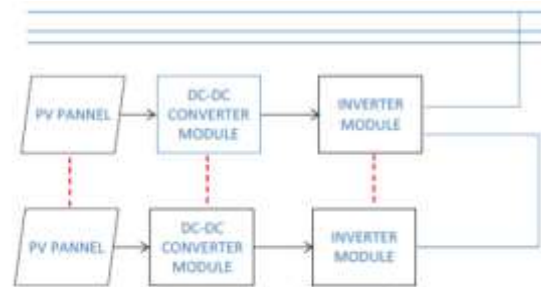 PV PANNEL
DC-DC
CONVERTER
MODULE
INVERTER
MODULE
PV PANNEL
DC-DC
CONVERTER
MODULE
INVERTER
MODULE